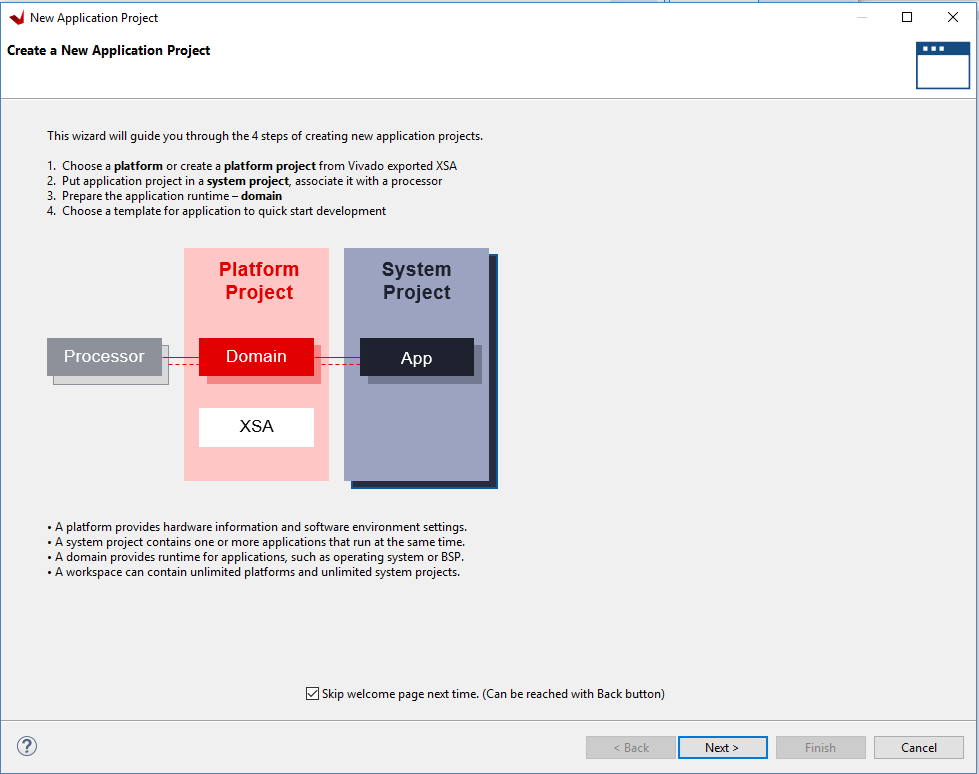 New Application Project
Create a New Application Project
This wizard will guide you through the 4 steps of creating new application projects.
1. Choose a platform or create a platform project from Vivado exported XSA
2. Put application project in a system project, associate it with a processor
3. Prepare the application runtime – domain
4. Choose a template for application to quick start development
Platform
Project
System
Project
Processor
Domain
App
XSA
• A platform provides hardware information and software environment settings.
• A system project contains one or more applications that run at the same time.
• A domain provides runtime for applications, such as operating system or BSP.
• A workspace can contain unlimited platforms and unlimited system projects.
Skip welcome page next time. (Can be reached with Back button)
?
< Back
Next >
Finish
Cancel